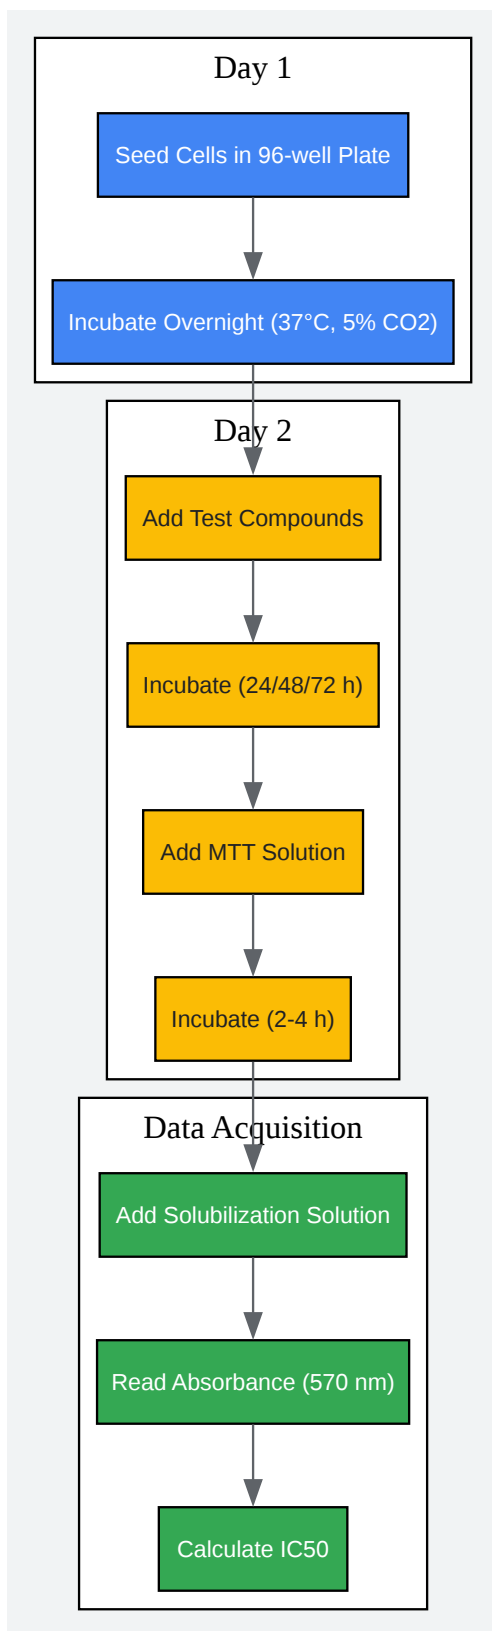 Day 1
Seed Cells in 96-well Plate
Incubate Overnight (37°C, 5% CO2)
Day 2
Add Test Compounds
Incubate (24/48/72 h)
Add MTT Solution
Incubate (2-4 h)
Data Acquisition
Add Solubilization Solution
Read Absorbance (570 nm)
Calculate IC50